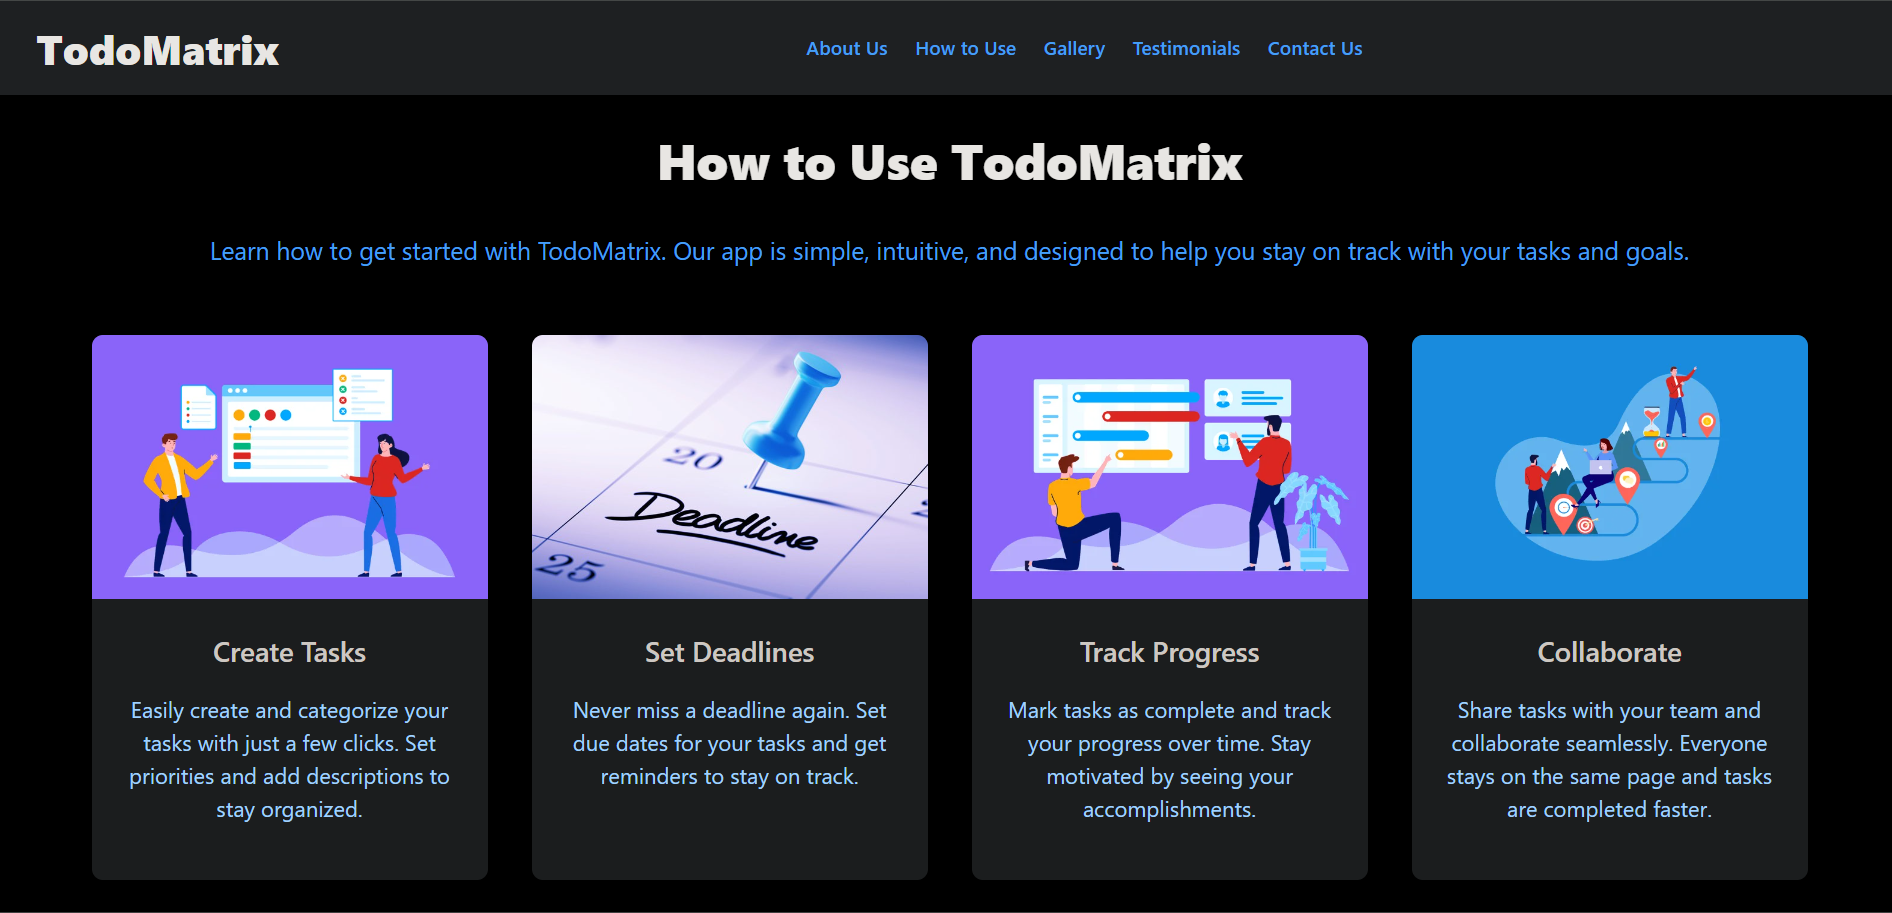 TodoMatrix
About Us How to Use Gallery Testimonials Contact Us
How to Use TodoMatrix
Learn how to get started with TodoMatrix. Our app is simple, intuitive, and designed to help you stay on track with your tasks and goals.
20
Deadline
25
Create Tasks
Easily create and categorize your
tasks with just a few clicks. Set
priorities and add descriptions to
stay organized.
Set Deadlines
Never miss a deadline again. Set
due dates for your tasks and get
reminders to stay on track.
Track Progress
Mark tasks as complete and track
your progress over time. Stay
motivated by seeing your
accomplishments.
Collaborate
Share tasks with your team and
collaborate seamlessly. Everyone
stays on the same page and tasks
are completed faster.